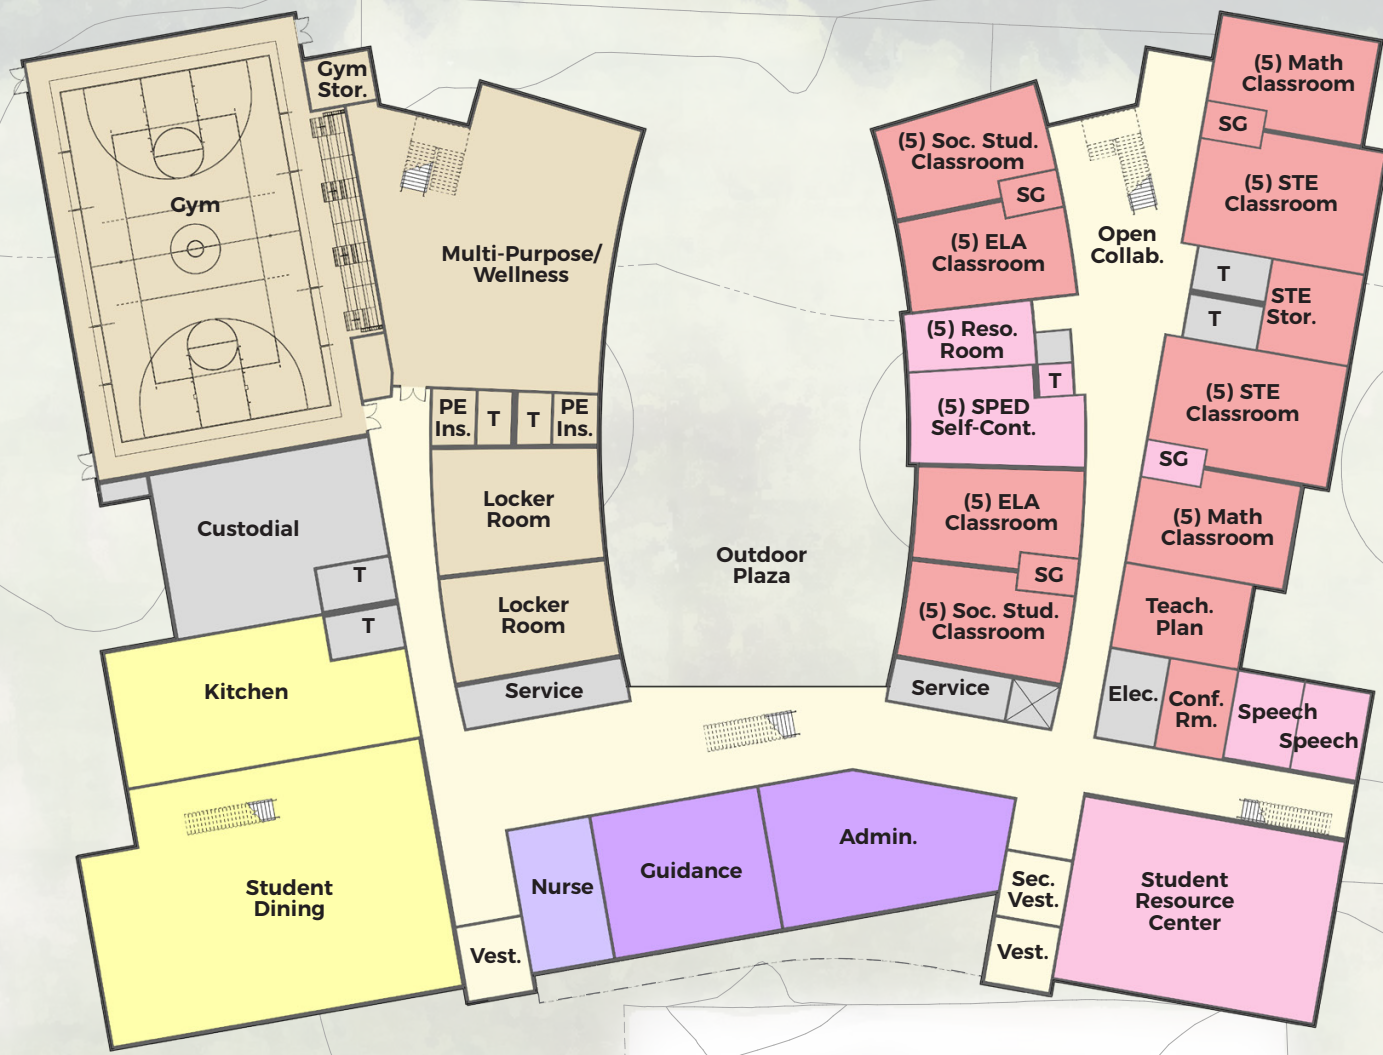 Gym
Stor.
Gym
Multi-Purpose/
Wellness
PE
Ins.
T
T
PE
Ins.
Locker
Room
Custodial
T
T
Locker
Room
Kitchen
Service
Student
Dining
Vest.
Nurse
Guidance
Admin.
Outdoor
Plaza
(5) Soc. Stud.
Classroom
SG
(5) ELA
Classroom
(5) Reso.
Room
T
(5) SPED
Self-Cont.
(5) ELA
Classroom
SG
(5) Soc. Stud.
Classroom
Service
Open
Collab.
(5) Math
Classroom
SG
(5) STE
Classroom
T
T
STE
Stor.
(5) STE
Classroom
SG
(5) Math
Classroom
Teach.
Plan
Elec.
Conf.
Rm.
Speech
Speech
Sec.
Vest.
Vest.
Student
Resource
Center